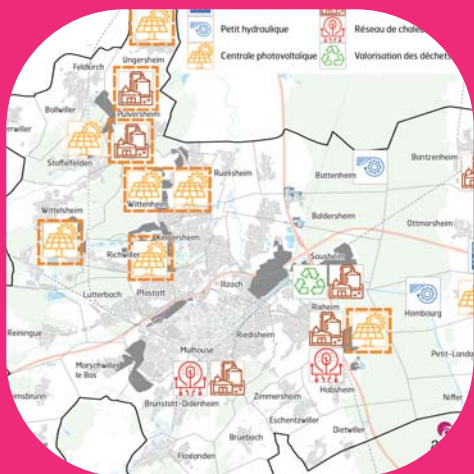 Petit hydraulique
Réseau de chaleu
Centrale photovoltaïque
Valorisation des déchets
Feldkirch
Ungersheim
Bollwiller
Pulversheim
Staffelfelden
Ruelisheim
Battenheim
Bantzenheim
Wittenheim
Baldersheim
Ottmarsheim
Wittelsheim
Kingersheim
Richwiller
Sausheim
Illzach
Lutterbach
Pfastatt
Rixheim
Hombourg
Reiningue
Riedisheim
Mulhouse
Petit-Landa
Morschwiller
le Bas
Habsheim
Zimmersheim
Niffer
Brunstatt-Didenheim
Eschentzwiller
Bruebach
Dietwiller
Flaxlanden